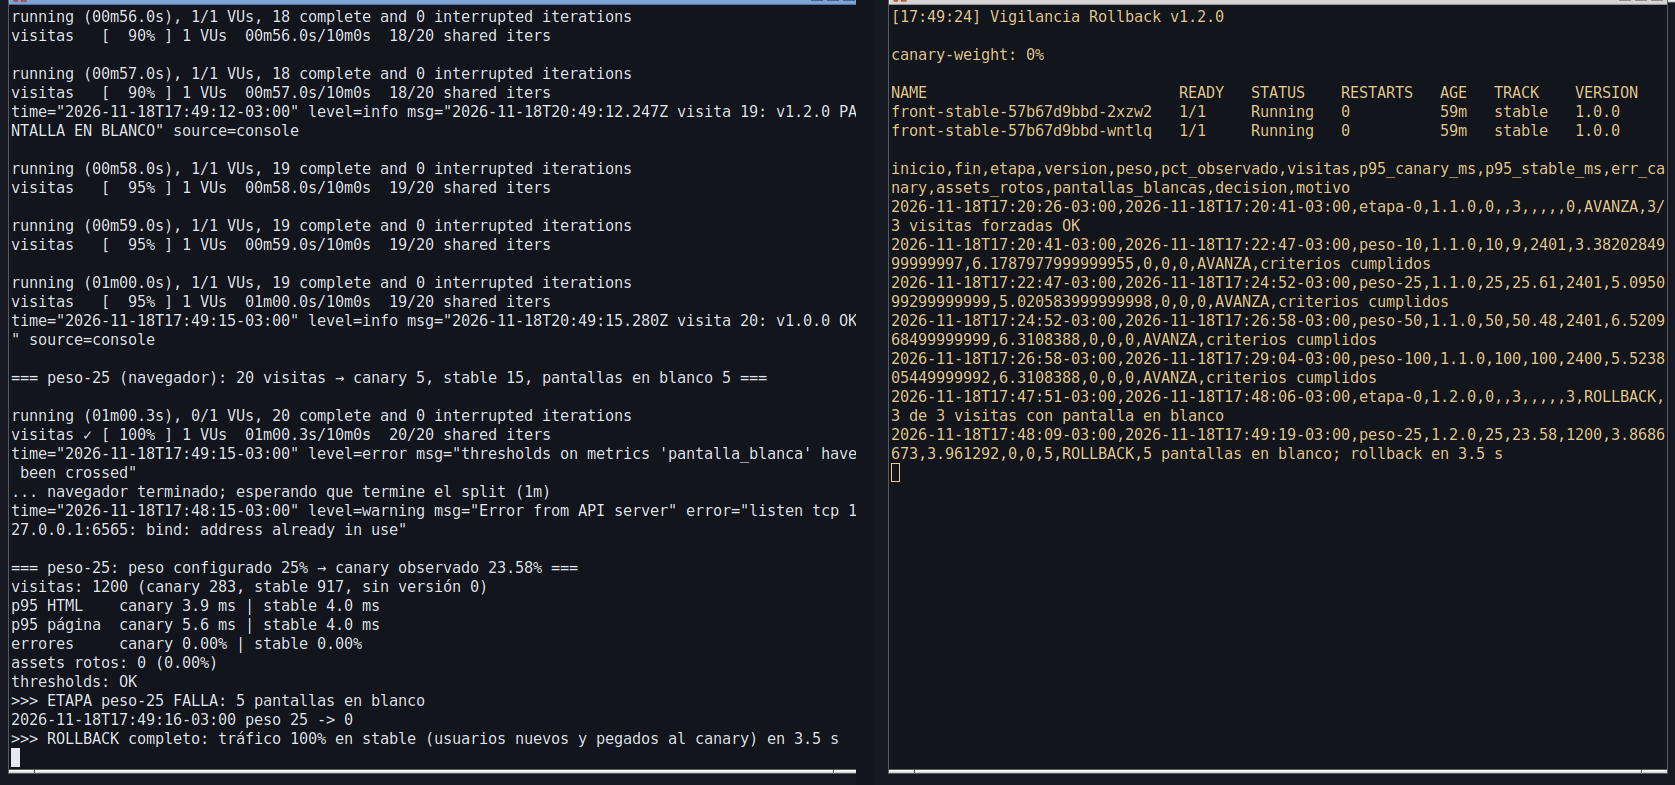 running (00m56.0s), 1/1 VUs, 18 complete and 0 interrupted iterations
visitas   [  90% ] 1 VUs  00m56.0s/10m0s  18/20 shared iters

running (00m57.0s), 1/1 VUs, 18 complete and 0 interrupted iterations
visitas   [  90% ] 1 VUs  00m57.0s/10m0s  18/20 shared iters
time="2026-11-18T17:49:12-03:00" level=info msg="2026-11-18T20:49:12.247Z visita 19: v1.2.0 PA
NTALLA EN BLANCO" source=console

running (00m58.0s), 1/1 VUs, 19 complete and 0 interrupted iterations
visitas   [  95% ] 1 VUs  00m58.0s/10m0s  19/20 shared iters

running (00m59.0s), 1/1 VUs, 19 complete and 0 interrupted iterations
visitas   [  95% ] 1 VUs  00m59.0s/10m0s  19/20 shared iters

running (01m00.0s), 1/1 VUs, 19 complete and 0 interrupted iterations
visitas   [  95% ] 1 VUs  01m00.0s/10m0s  19/20 shared iters
time="2026-11-18T17:49:15-03:00" level=info msg="2026-11-18T20:49:15.280Z visita 20: v1.0.0 OK
" source=console

=== peso-25 (navegador): 20 visitas → canary 5, stable 15, pantallas en blanco 5 ===

running (01m00.3s), 0/1 VUs, 20 complete and 0 interrupted iterations
visitas ✓ [ 100% ] 1 VUs  01m00.3s/10m0s  20/20 shared iters
time="2026-11-18T17:49:15-03:00" level=error msg="thresholds on metrics 'pantalla_blanca' have
 been crossed"
... navegador terminado; esperando que termine el split (1m)
time="2026-11-18T17:48:15-03:00" level=warning msg="Error from API server" error="listen tcp 1
27.0.0.1:6565: bind: address already in use"

=== peso-25: peso configurado 25% → canary observado 23.58% ===
visitas: 1200 (canary 283, stable 917, sin versión 0)
p95 HTML    canary 3.9 ms | stable 4.0 ms
p95 página  canary 5.6 ms | stable 4.0 ms
errores     canary 0.00% | stable 0.00%
assets rotos: 0 (0.00%)
thresholds: OK
>>> ETAPA peso-25 FALLA: 5 pantallas en blanco
2026-11-18T17:49:16-03:00 peso 25 -> 0
>>> ROLLBACK completo: tráfico 100% en stable (usuarios nuevos y pegados al canary) en 3.5 s

[17:49:24] Vigilancia Rollback v1.2.0

canary-weight: 0%

NAME                            READY   STATUS    RESTARTS   AGE   TRACK    VERSION
front-stable-57b67d9bbd-2xzw2   1/1     Running   0          59m   stable   1.0.0
front-stable-57b67d9bbd-wntlq   1/1     Running   0          59m   stable   1.0.0

inicio,fin,etapa,version,peso,pct_observado,visitas,p95_canary_ms,p95_stable_ms,err_ca
nary,assets_rotos,pantallas_blancas,decision,motivo
2026-11-18T17:20:26-03:00,2026-11-18T17:20:41-03:00,etapa-0,1.1.0,0,,3,,,,,0,AVANZA,3/
3 visitas forzadas OK
2026-11-18T17:20:41-03:00,2026-11-18T17:22:47-03:00,peso-10,1.1.0,10,9,2401,3.38202849
99999997,6.1787977999999955,0,0,0,AVANZA,criterios cumplidos
2026-11-18T17:22:47-03:00,2026-11-18T17:24:52-03:00,peso-25,1.1.0,25,25.61,2401,5.0950
99299999999,5.020583999999998,0,0,0,AVANZA,criterios cumplidos
2026-11-18T17:24:52-03:00,2026-11-18T17:26:58-03:00,peso-50,1.1.0,50,50.48,2401,6.5209
68499999999,6.3108388,0,0,0,AVANZA,criterios cumplidos
2026-11-18T17:26:58-03:00,2026-11-18T17:29:04-03:00,peso-100,1.1.0,100,100,2400,5.5238
05449999992,6.3108388,0,0,0,AVANZA,criterios cumplidos
2026-11-18T17:47:51-03:00,2026-11-18T17:48:06-03:00,etapa-0,1.2.0,0,,3,,,,,3,ROLLBACK,
3 de 3 visitas con pantalla en blanco
2026-11-18T17:48:09-03:00,2026-11-18T17:49:19-03:00,peso-25,1.2.0,25,23.58,1200,3.8686
673,3.961292,0,0,5,ROLLBACK,5 pantallas en blanco; rollback en 3.5 s